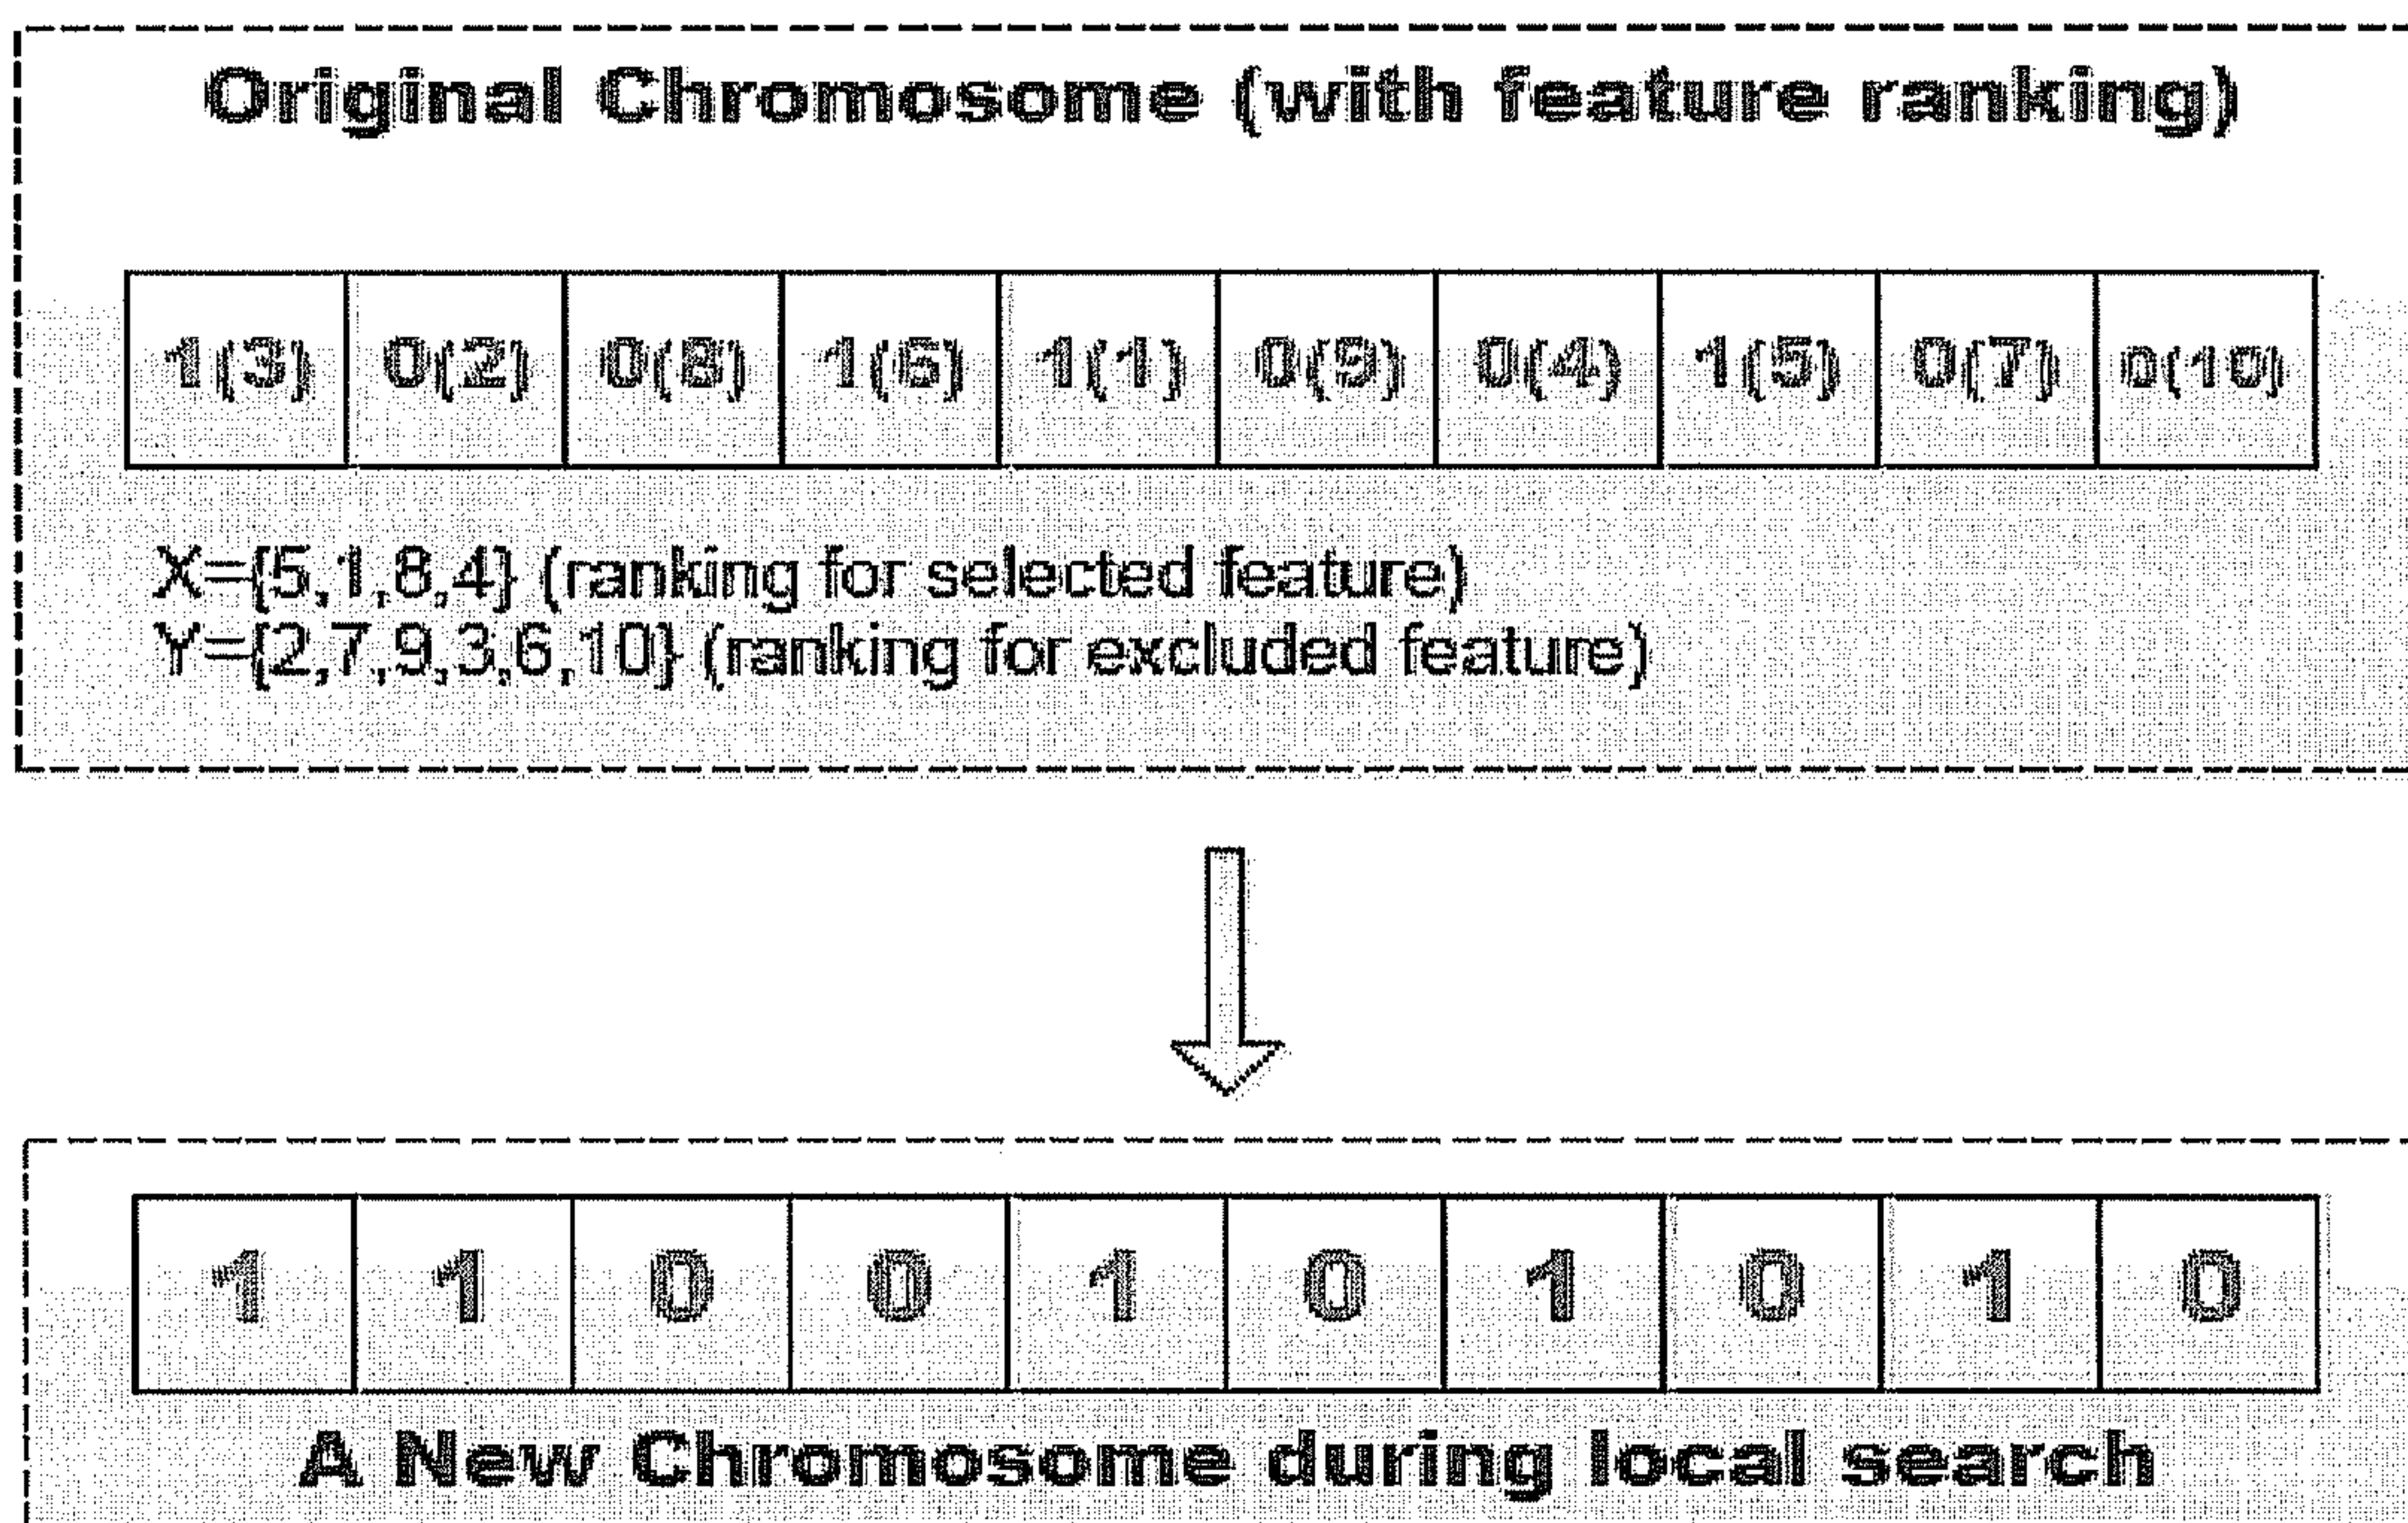 Original Chromosome (with feature ranking)
1(3) 0(2) 0(8) 1(6) 1(1) 0(9) 0(4) 1(5) 0(7) 0(10)
X={5,1,8,4} (ranking for selected feature)
Y={2,7,9,3,6,10} (ranking for excluded feature)
1 1 0 0 1 0 1 0 1 0
A New Chromosome during local search